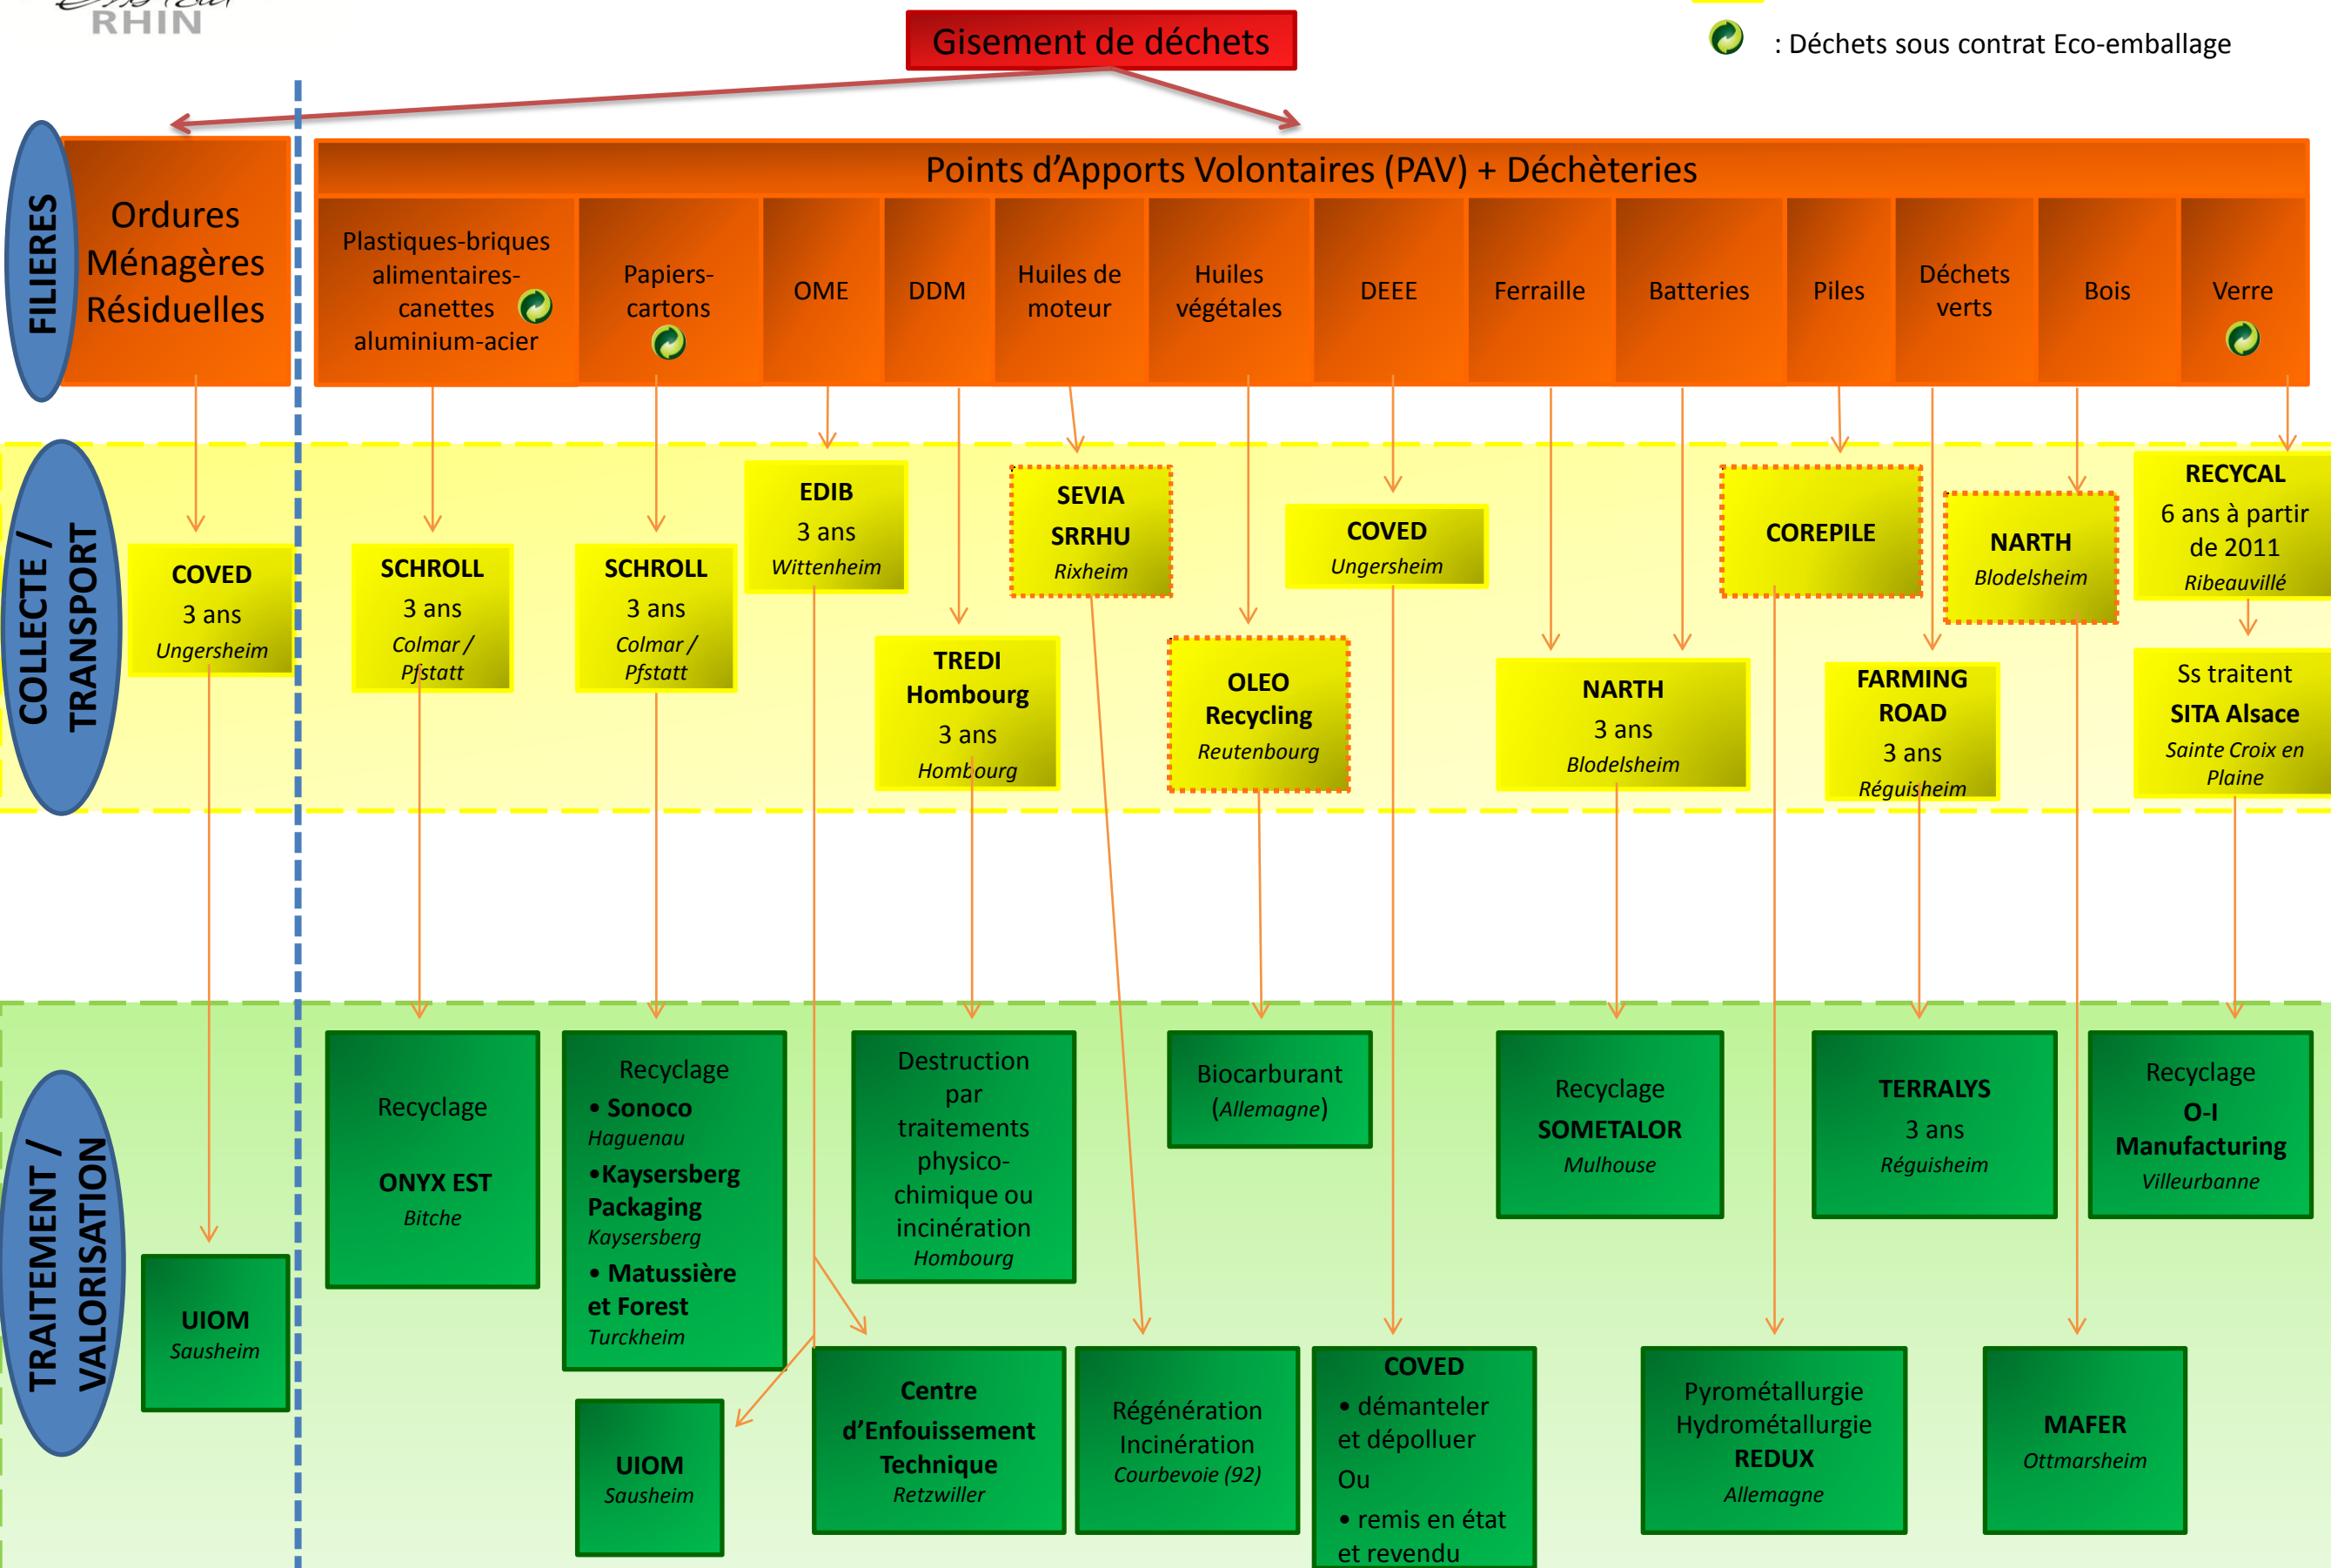 RHIN
Gisement de déchets
: Déchets sous contrat Eco-emballage
FILIERES
Ordures
Ménagères
Résiduelles
Points d'Apports Volontaires (PAV) + Déchèteries
Plastiques-briques
alimentaires-
canettes
aluminium-acier
Papiers-
cartons
OME
DDM
Huiles de
moteur
Huiles
végétales
DEEE
Ferraille
Batteries
Piles
Déchets
verts
Bois
Verre
COLLECTE /
TRANSPORT
COVED
3 ans
Ungersheim
SCHROLL
3 ans
Colmar /
Pfstatt
SCHROLL
3 ans
Colmar /
Pfstatt
EDIB
3 ans
Wittenheim
TREDI
Hombourg
3 ans
Hombourg
SEVIA
SRRHU
Rixheim
OLEO
Recycling
Reutenbourg
COVED
Ungersheim
NARTH
3 ans
Blodelsheim
COREPILE
FARMING
ROAD
3 ans
Réguisheim
NARTH
Blodelsheim
RECYCAL
6 ans à partir
de 2011
Ribeauvillé
Ss traitent
SITA Alsace
Sainte Croix en
Plaine
TRAITEMENT /
VALORISATION
UIOM
Sausheim
Recyclage
ONYX EST
Bitche
Recyclage
• Sonoco
Haguenau
•Kaysersberg
Packaging
Kaysersberg
• Matussière
et Forest
Turckheim
UIOM
Sausheim
Destruction
par
traitements
physico-
chimique ou
incinération
Hombourg
Centre
d'Enfouissement
Technique
Retzwiller
Régénération
Incinération
Courbevoie (92)
Biocarburant
(Allemagne)
COVED
• démanteler
et dépolluer
Ou
• remis en état
et revendu
Recyclage
SOMETALOR
Mulhouse
Pyrométallurgie
Hydrométallurgie
REDUX
Allemagne
TERRALYS
3 ans
Réguisheim
MAFER
Ottmarsheim
Recyclage
O-I
Manufacturing
Villeurbanne